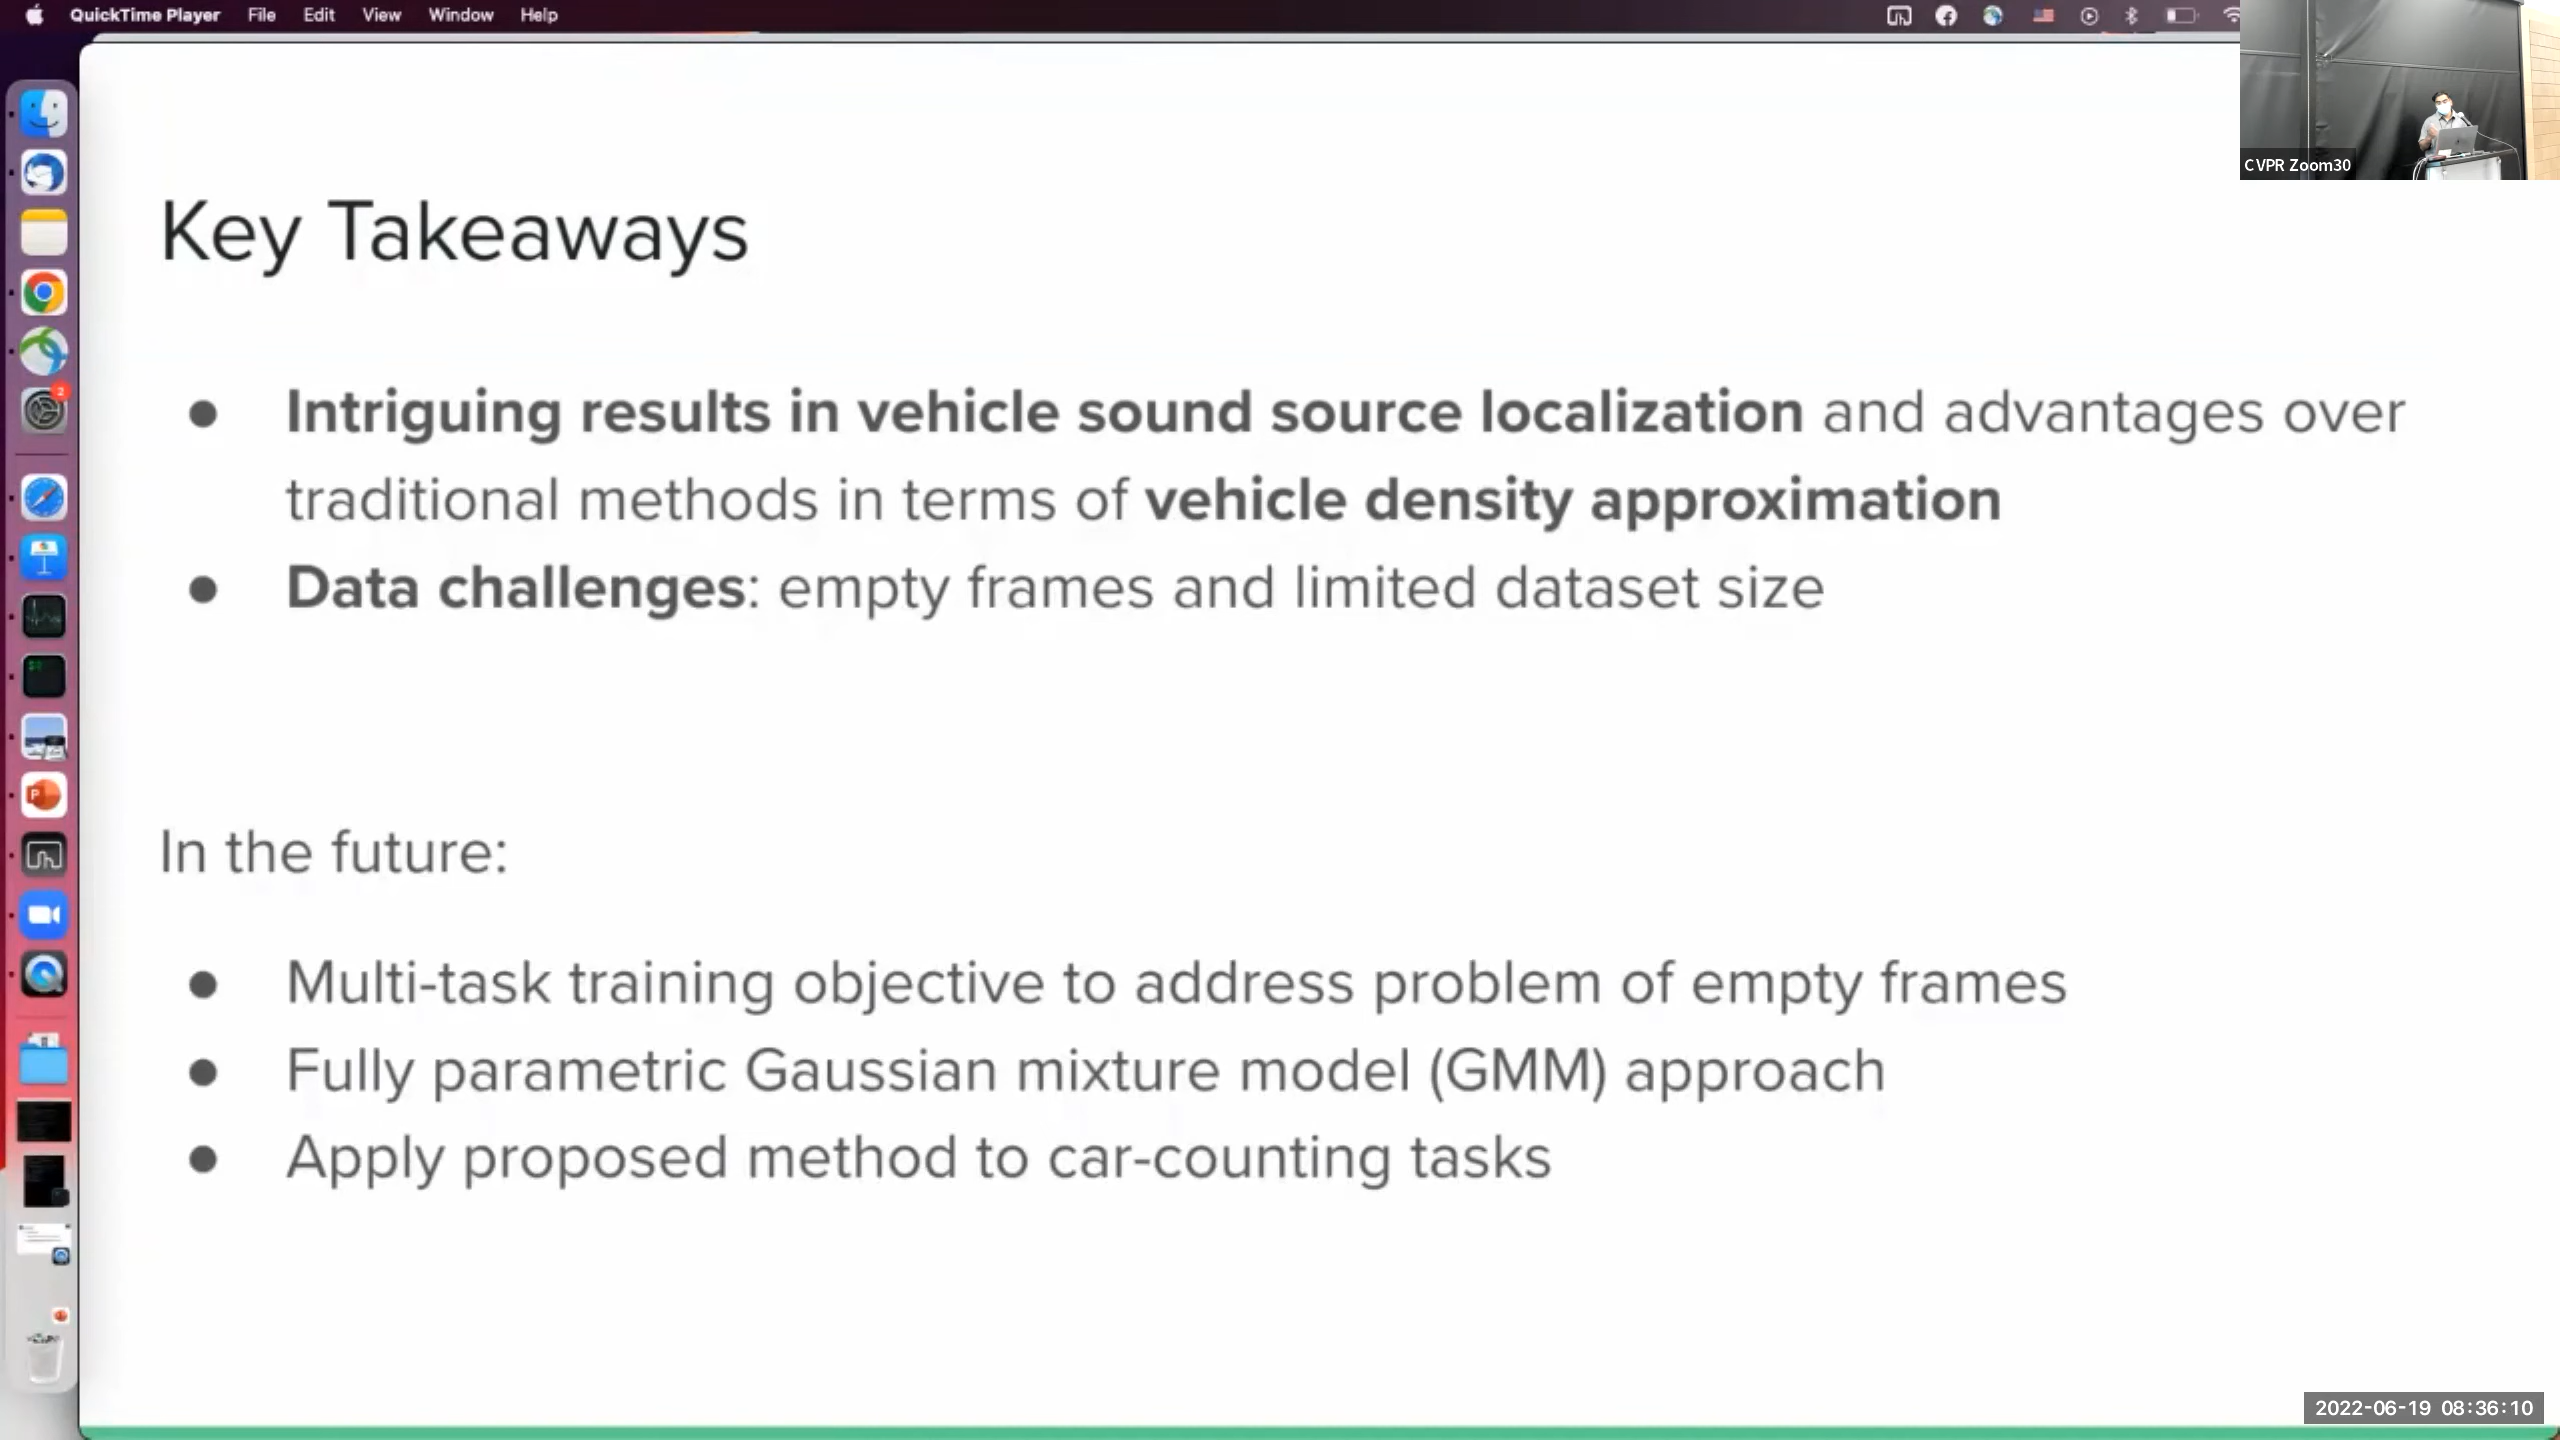 QuickTime Player File Edit View Window Help
CVPR Zoom30
Key Takeaways
● Intriguing results in vehicle sound source localization and advantages over
traditional methods in terms of vehicle density approximation
● Data challenges: empty frames and limited dataset size
In the future:
● Multi-task training objective to address problem of empty frames
● Fully parametric Gaussian mixture model (GMM) approach
● Apply proposed method to car-counting tasks
2
2022-06-19 08:36:10